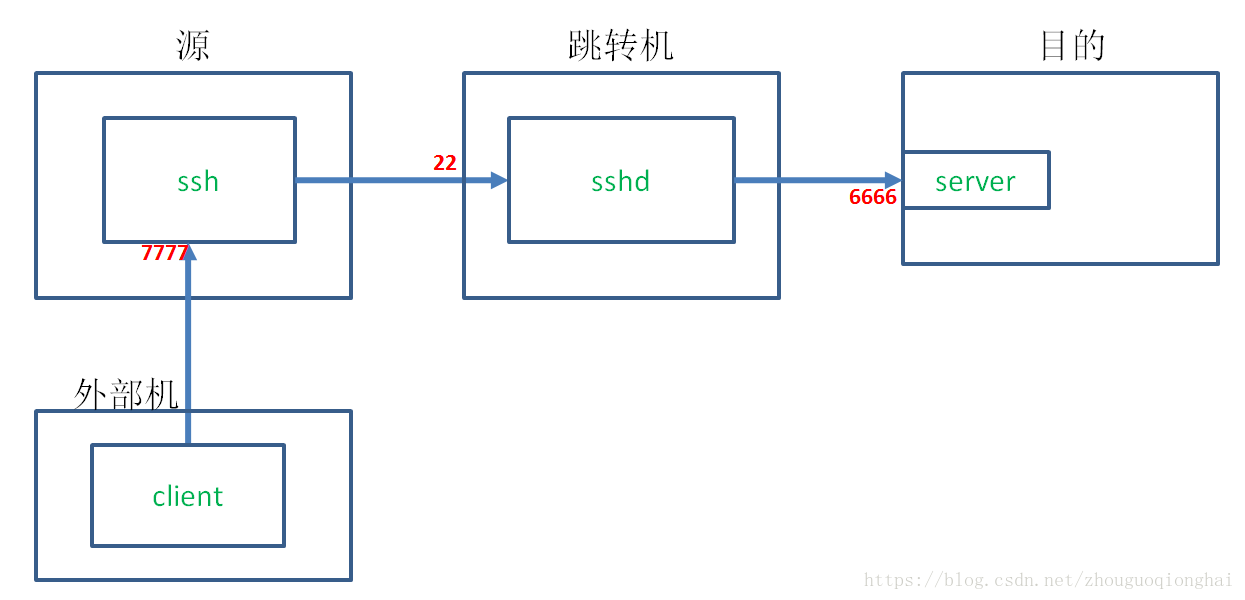 源
跳转机
目的
ssh
22
sshd
6666
server
7777
外部机
client
https://blog.csdn.net/zhouguoqionghai